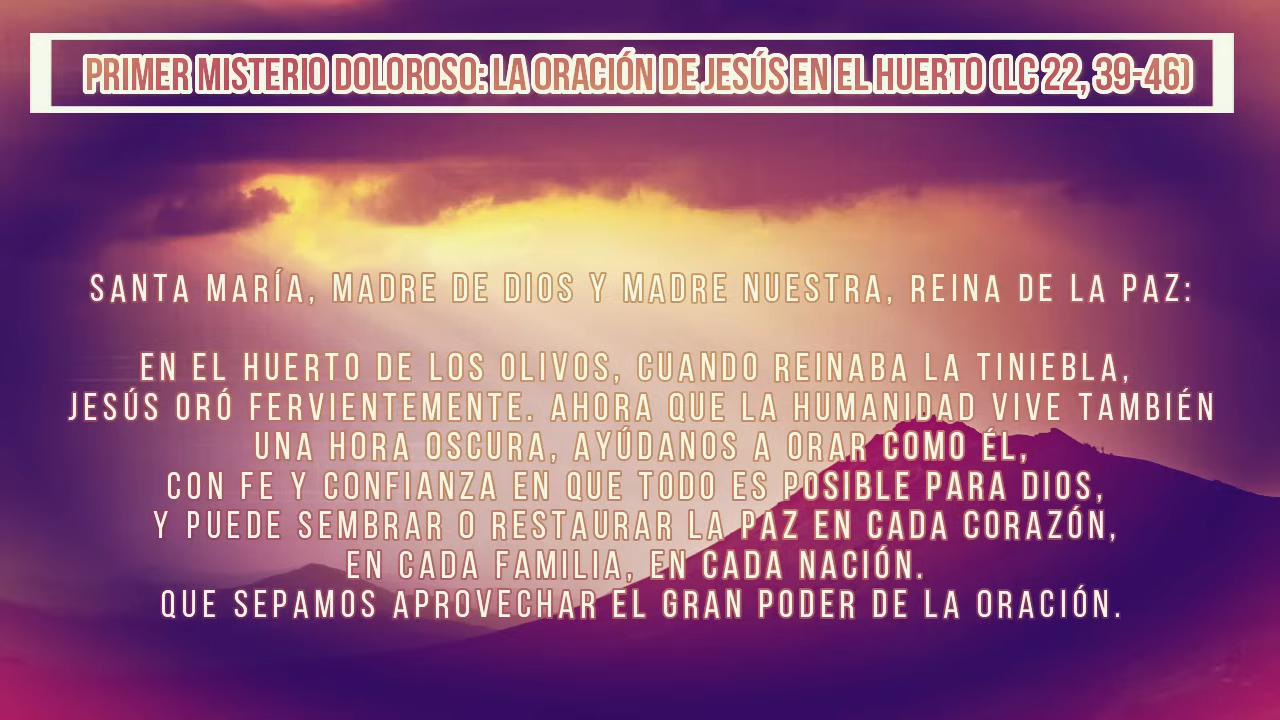 PRIMER MISTERIO DOLOROSO: LA ORACIÓN DE JESÚS EN EL HUERTO (LC 22, 39-46)
SANTA MARÍA, MADRE DE DIOS Y MADRE NUESTRA, REINA DE LA PAZ:
EN EL HUERTO DE LOS OLIVOS, CUANDO REINABA LA TINIEBLA,
JESÚS ORÓ FERVIENTEMENTE. AHORA QUE LA HUMANIDAD VIVE TAMBIÉN
UNA HORA OSCURA, AYÚDANOS A ORAR COMO ÉL,
CON FE Y CONFIANZA EN QUE TODO ES POSIBLE PARA DIOS,
Y PUEDE SEMBRAR O RESTAURAR LA PAZ EN CADA CORAZÓN,
EN CADA FAMILIA, EN CADA NACIÓN.
QUE SEPAMOS APROVECHAR EL GRAN PODER DE LA ORACIÓN.